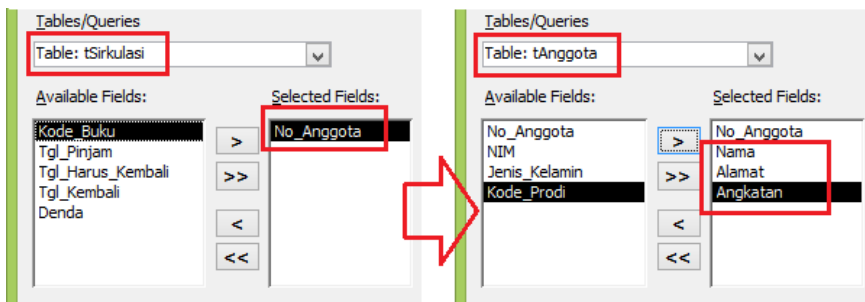 Tables/Queries
Table: tSirkulasi
Available Fields:
Selected Fields:
Kode_Buku
Tgl_Pinjam
Tgl_Harus_Kembali
Tgl_Kembali
Denda
>
>>
<
<<
No_Anggota
Tables/Queries
Table: tAnggota
Available Fields:
Selected Fields:
No_Anggota
NIM
Jenis_Kelamin
Kode_Prodi
>
>>
<
<<
No_Anggota
Nama
Alamat
Angkatan